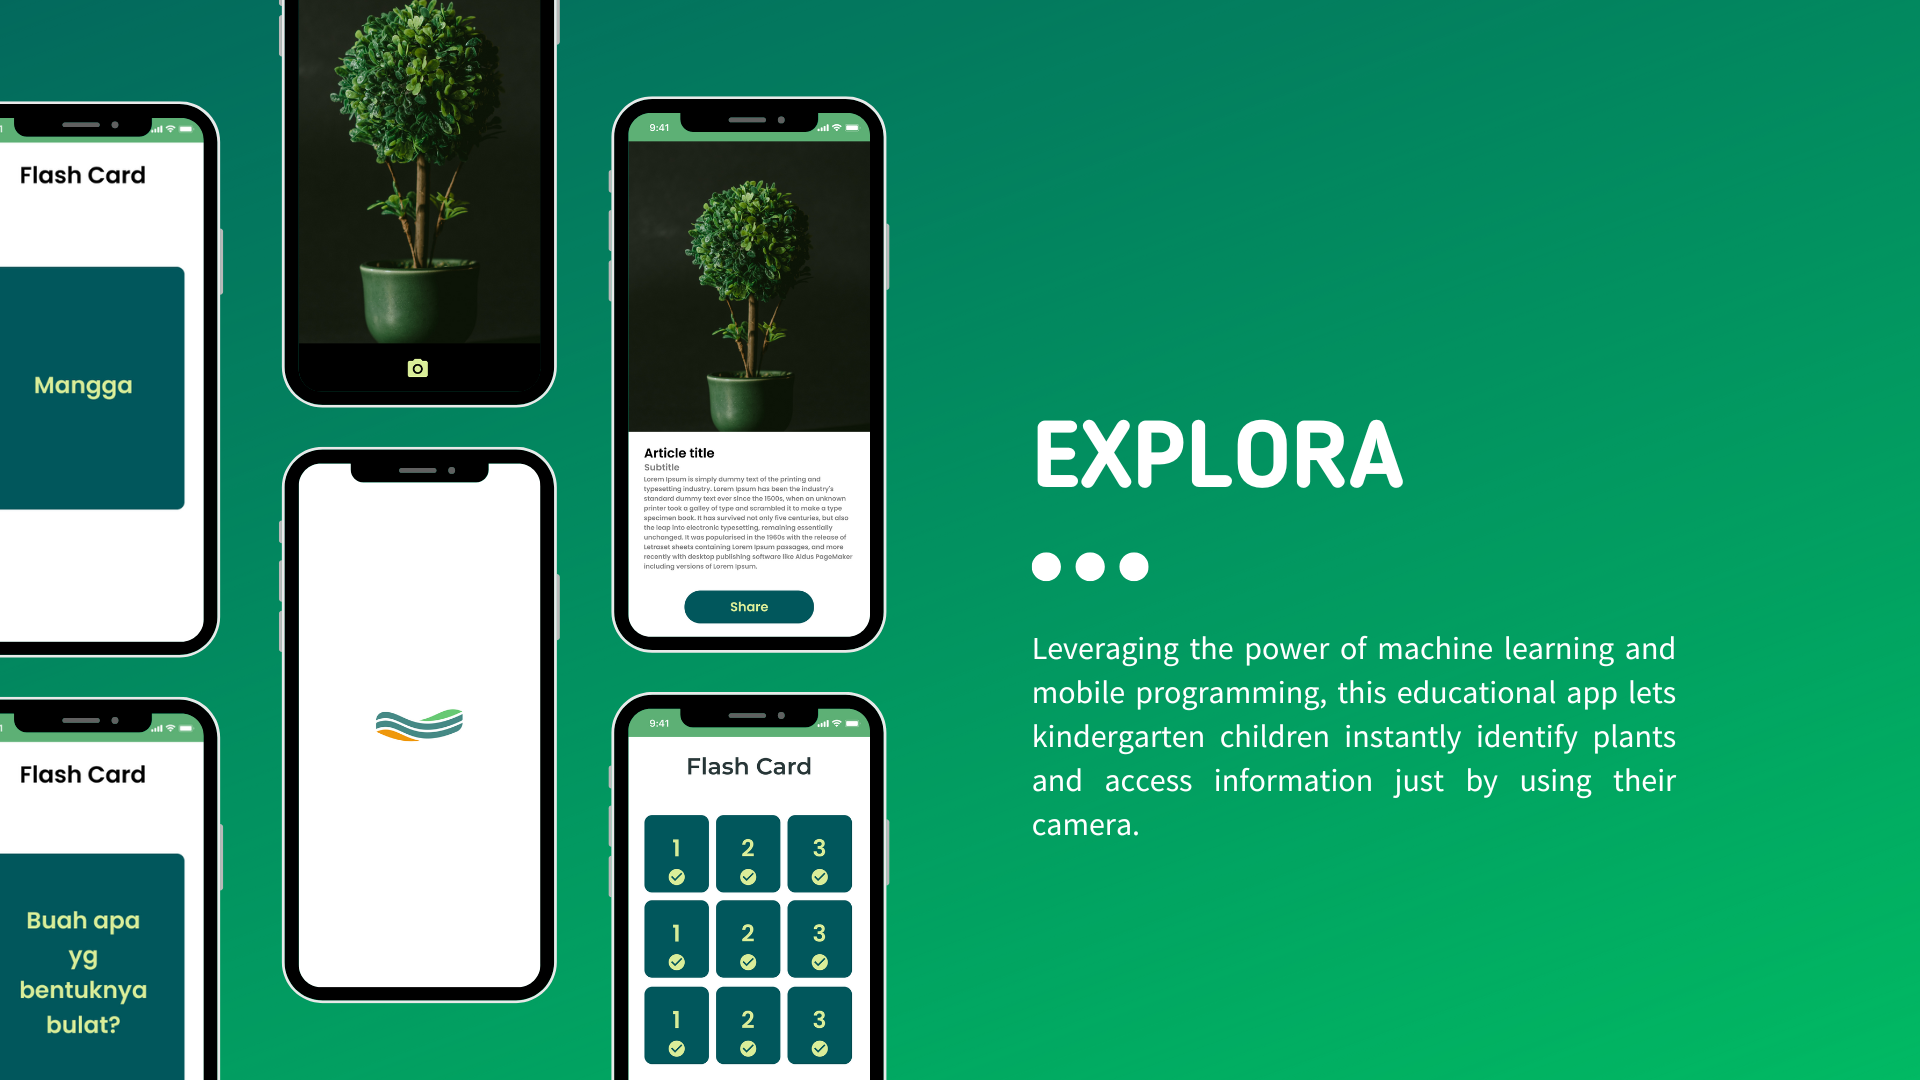 Flash Card
Mangga
Flash Card
Buah apa
yg
bentuknya
bulat?
9:41
Article title
Subtitle
Lorem Ipsum is simply dummy text of the printing and
typesetting industry. Lorem Ipsum has been the industry's
standard dummy text ever since the 1500s, when an unknown
printer took a galley of type and scrambled it to make a type
specimen book. It has survived not only five centuries, but also
the leap into electronic typesetting, remaining essentially
unchanged. It was popularised in the 1960s with the release of
Letraset sheets containing Lorem Ipsum passages, and more
recently with desktop publishing software like Aldus PageMaker
including versions of Lorem Ipsum.
Share
9:41
Flash Card
1 2 3
1 2 3
1 2 3
EXPLORA
Leveraging the power of machine learning and
mobile programming, this educational app lets
kindergarten children instantly identify plants
and access information just by using their
camera.